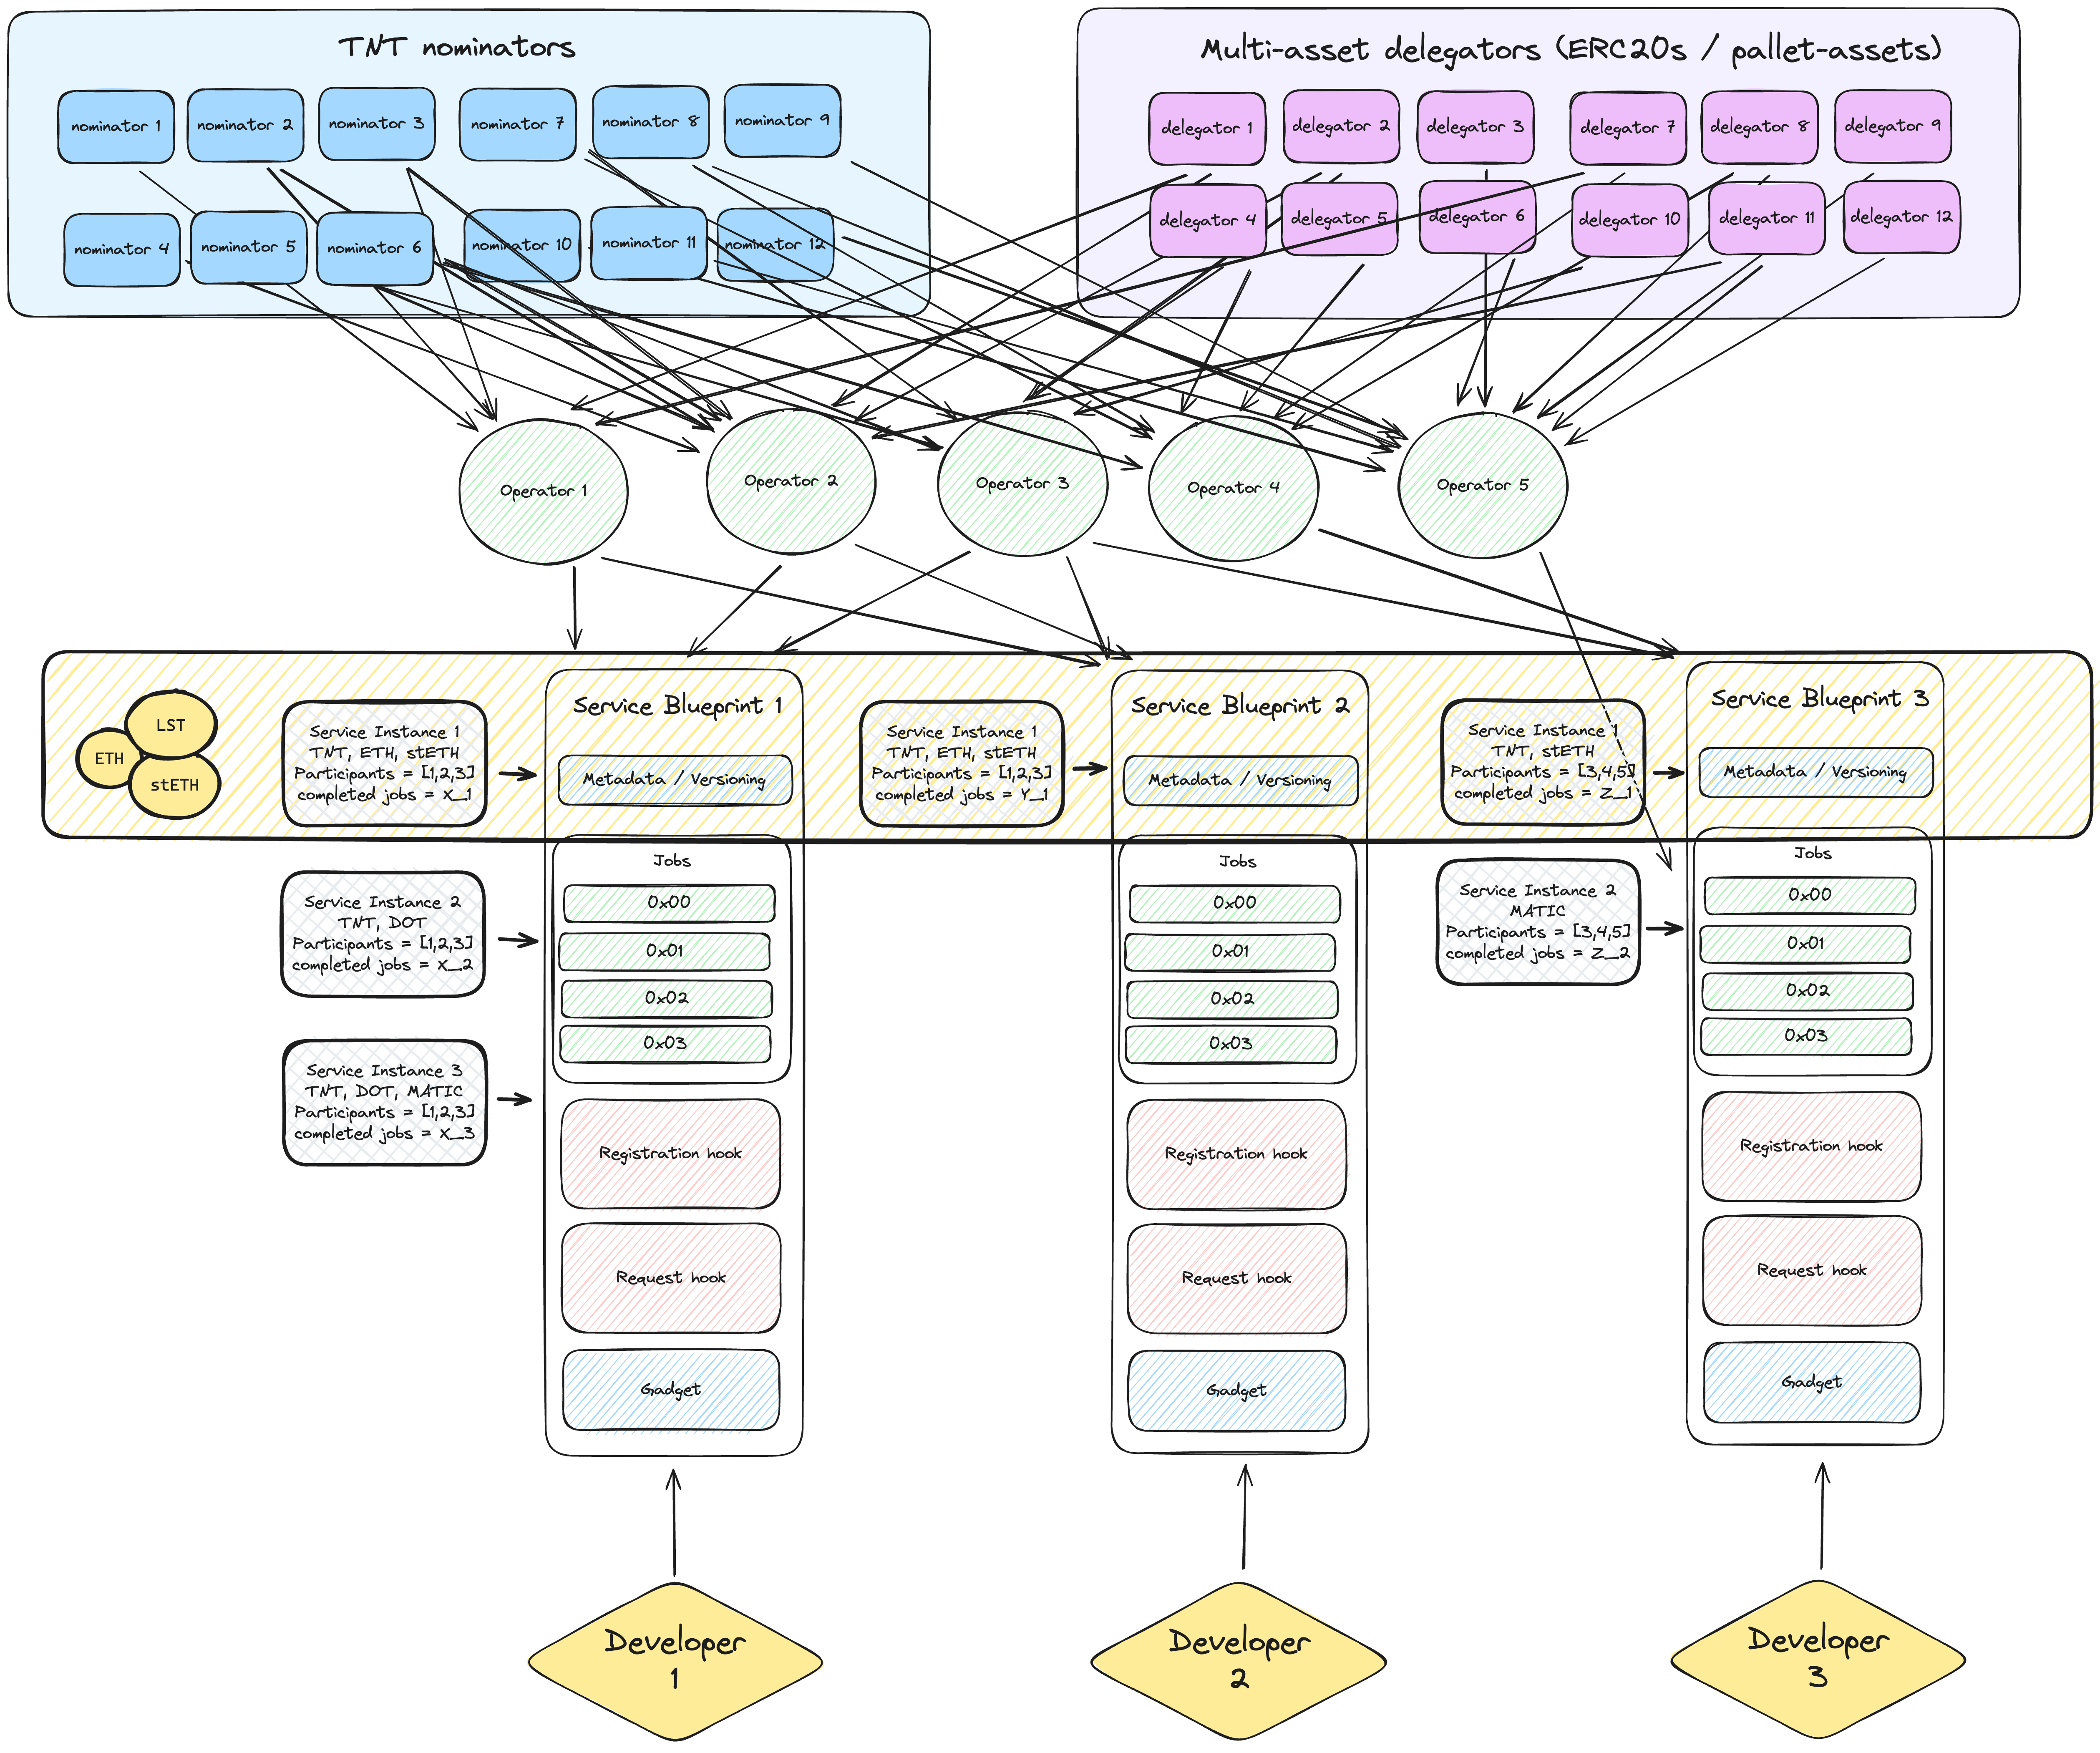 TNT nominators
nominator 1
nominator 2
nominator 3
nominator 7
nominator 8
nominator 9
nominator 4
nominator 5
nominator 6
nominator 10
nominator 11
nominator 12
Multi-asset delegators (ERC20s / pallet-assets)
delegator 1
delegator 2
delegator 3
delegator 7
delegator 8
delegator 9
delegator 4
delegator 5
delegator 6
delegator 10
delegator 11
delegator 12
Operator 1
Operator 2
Operator 3
Operator 4
Operator 5
LST
ETH
stETH
Service Instance 1
TNT, ETH, stETH
Participants = [1,2,3]
completed jobs = X_1
Service Instance 2
TNT, DOT
Participants = [1,2,3]
completed jobs = X_2
Service Instance 3
TNT, DOT, MATIC
Participants = [1,2,3]
completed jobs = X_3
Service Blueprint 1
Metadata / Versioning
Jobs
0x00
0x01
0x02
0x03
Registration hook
Request hook
Gadget
Service Instance 1
TNT, ETH, stETH
Participants = [1,2,3]
completed jobs = Y_1
Service Blueprint 2
Metadata / Versioning
Jobs
0x00
0x01
0x02
0x03
Registration hook
Request hook
Gadget
Service Instance 1
TNT, stETH
Participants = [3,4,5]
completed jobs = Z_1
Service Instance 2
MATIC
Participants = [3,4,5]
completed jobs = Z_2
Service Blueprint 3
Metadata / Versioning
Jobs
0x00
0x01
0x02
0x03
Registration hook
Request hook
Gadget
Developer
1
Developer
2
Developer
3